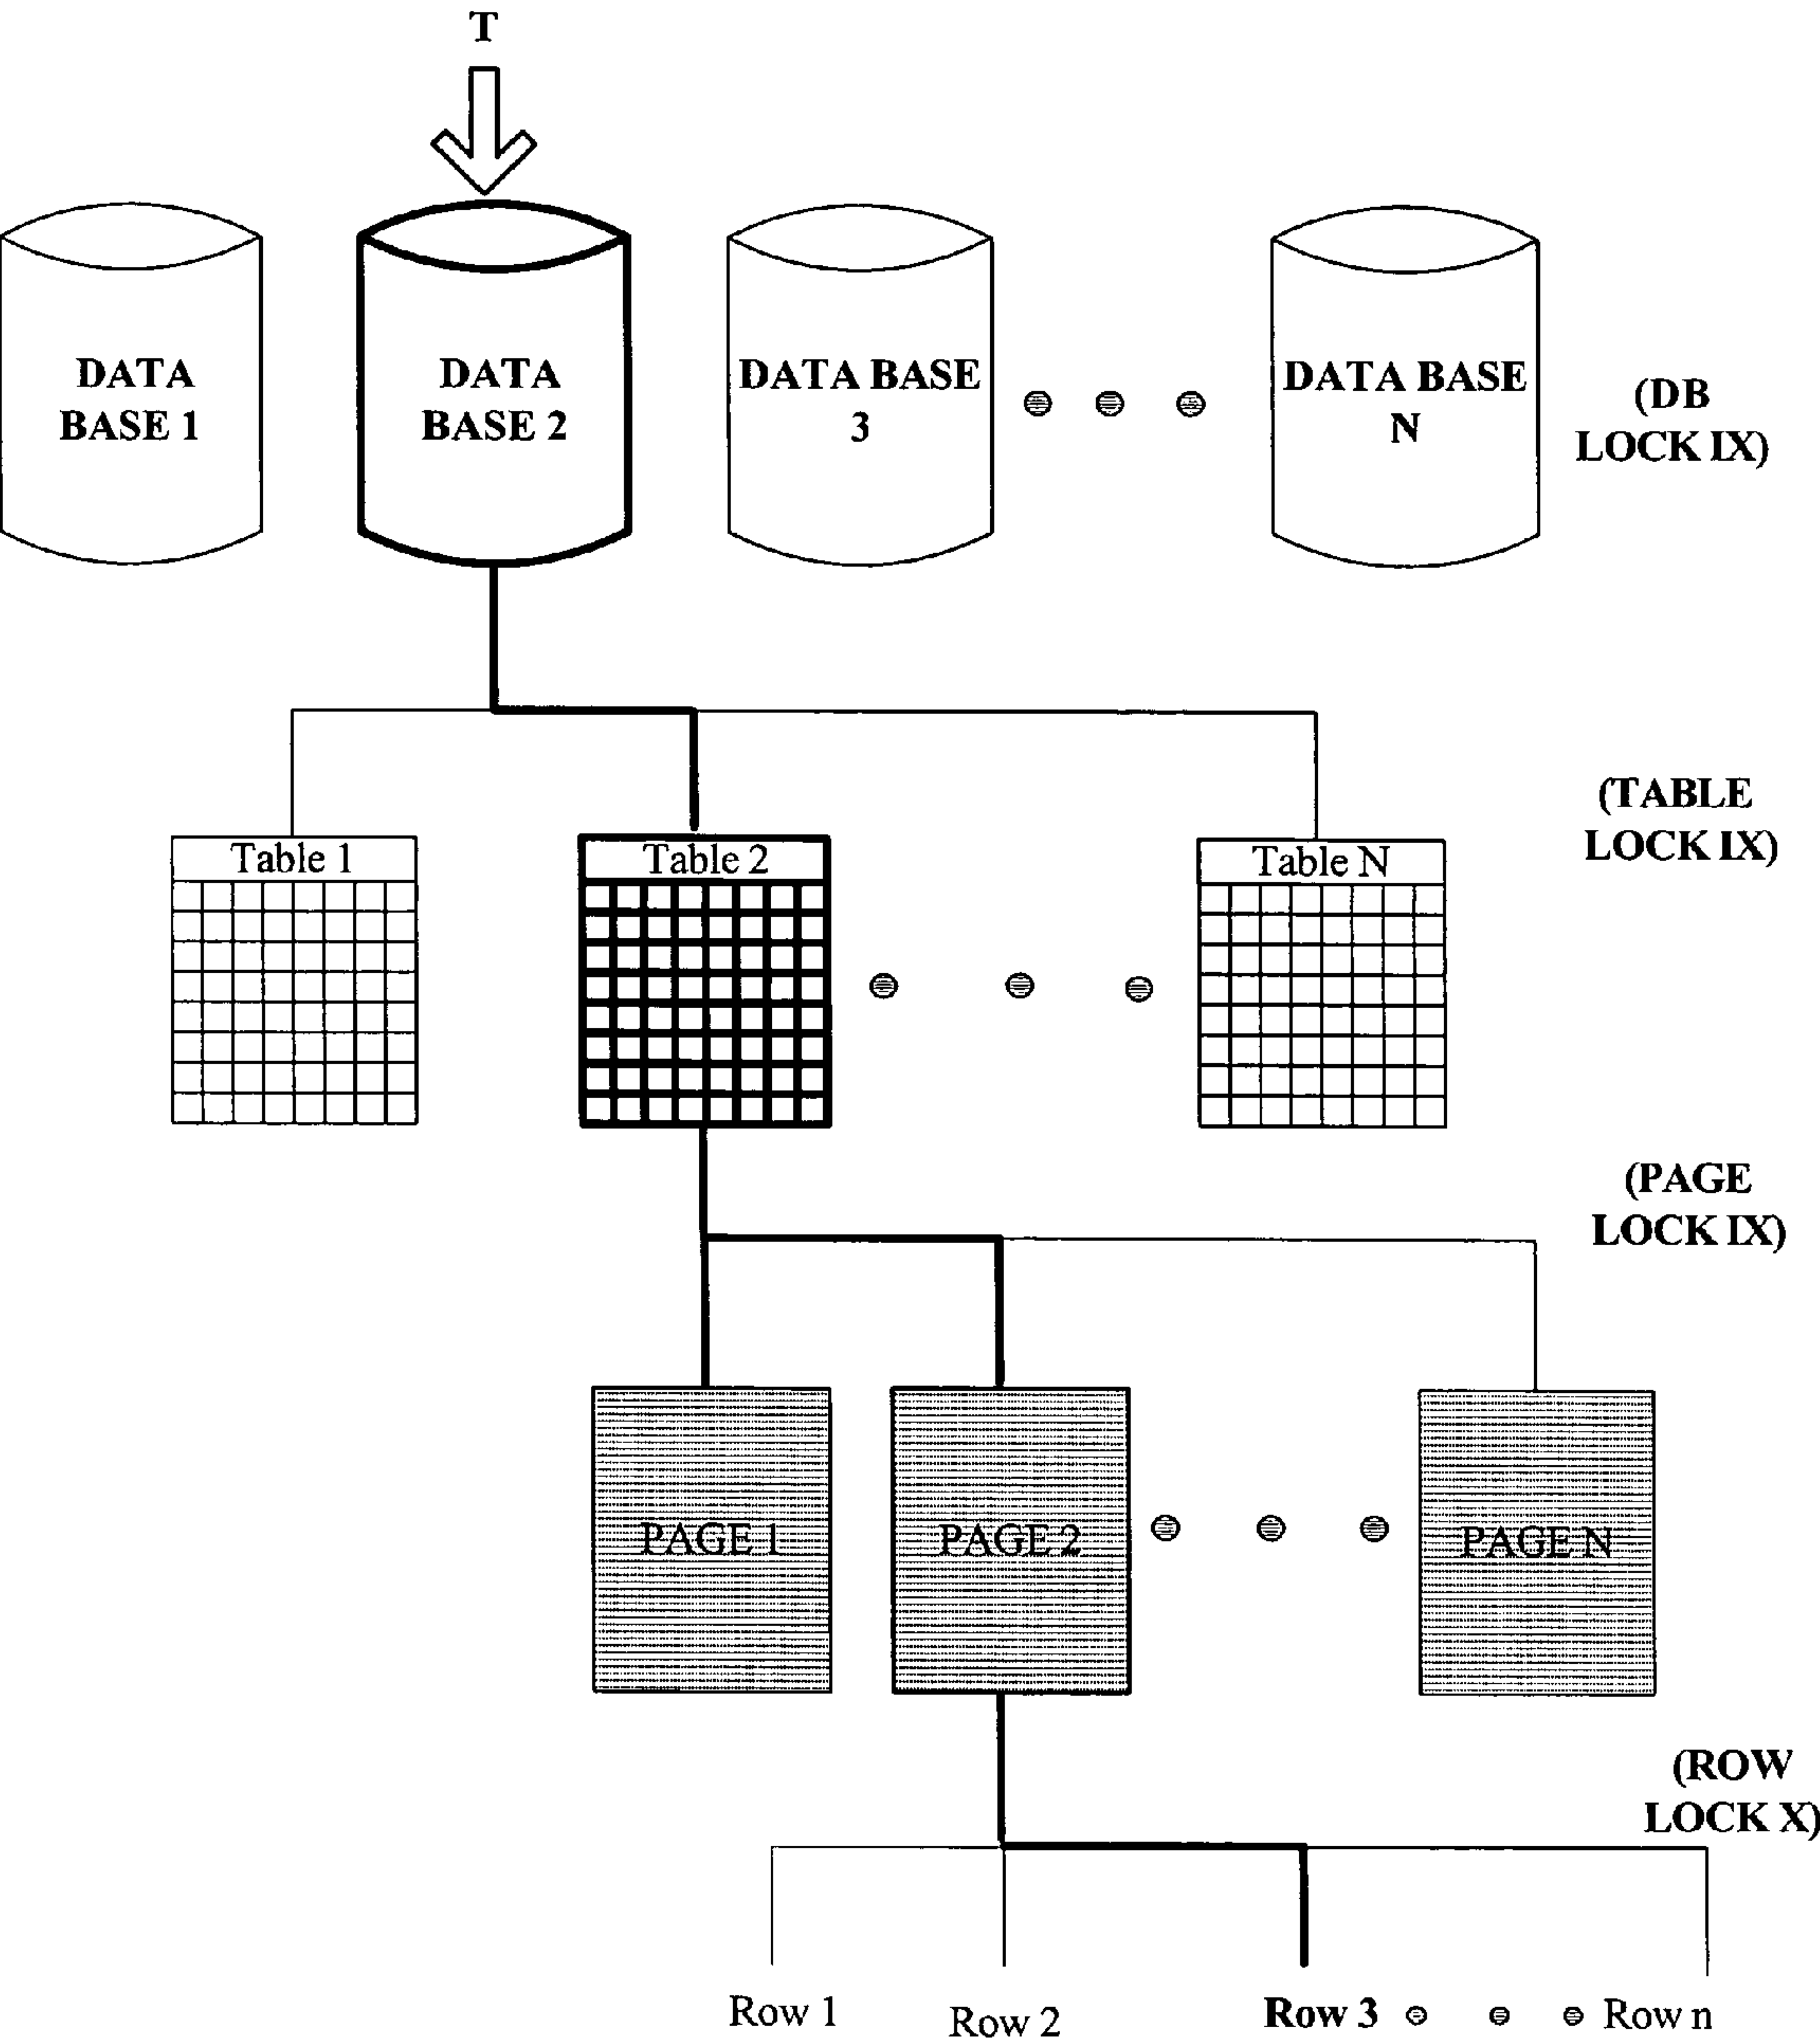 T
DATA
BASE 1
DATA
BASE 2
DATA BASE
3
DATA BASE
N
(DB
LOCK IX)
(TABLE
LOCK IX)
Table 1
Table 2
Table N
(PAGE
LOCK IX)
PAGE 1
PAGE 2
PAGE N
(ROW
LOCK X)
Row 1
Row 2
Row 3
Row n